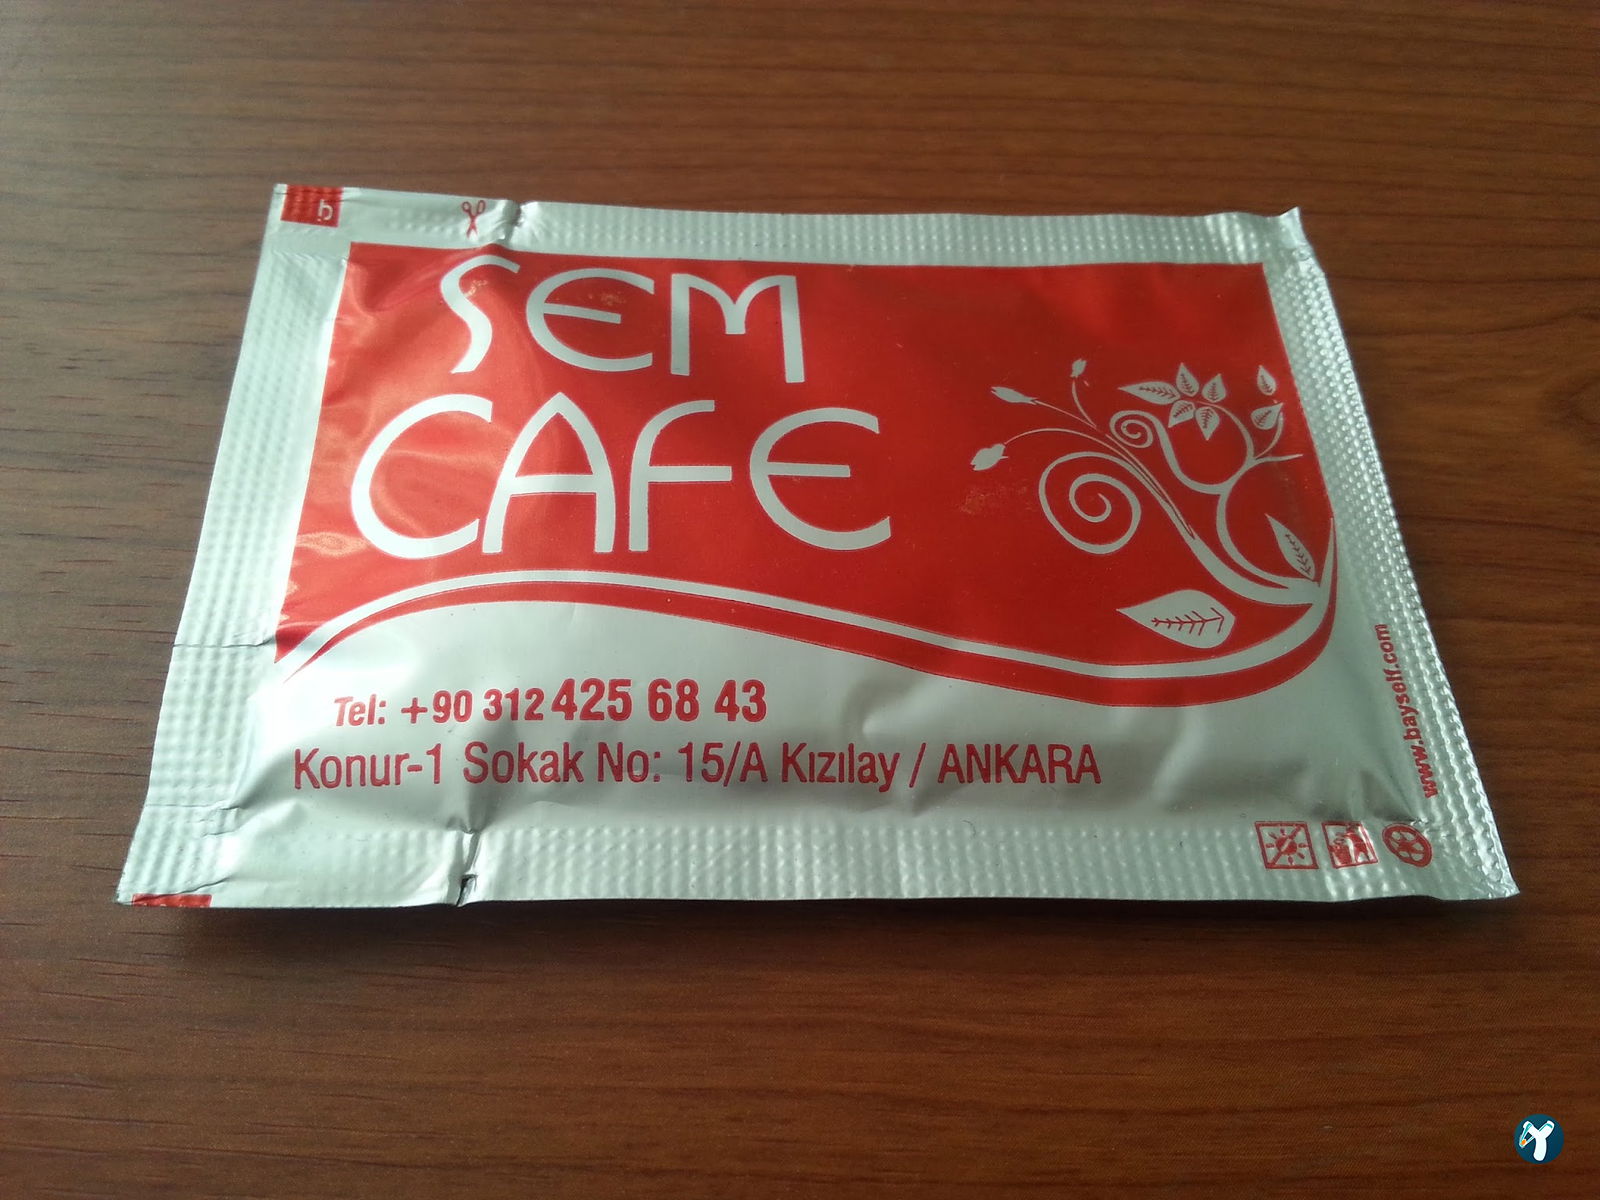 b
SEM
CAFE
Tel: +90 312 425 68 43
Konur-1 Sokak No: 15/A Kızılay / ANKARA
www.bayself.com
Y